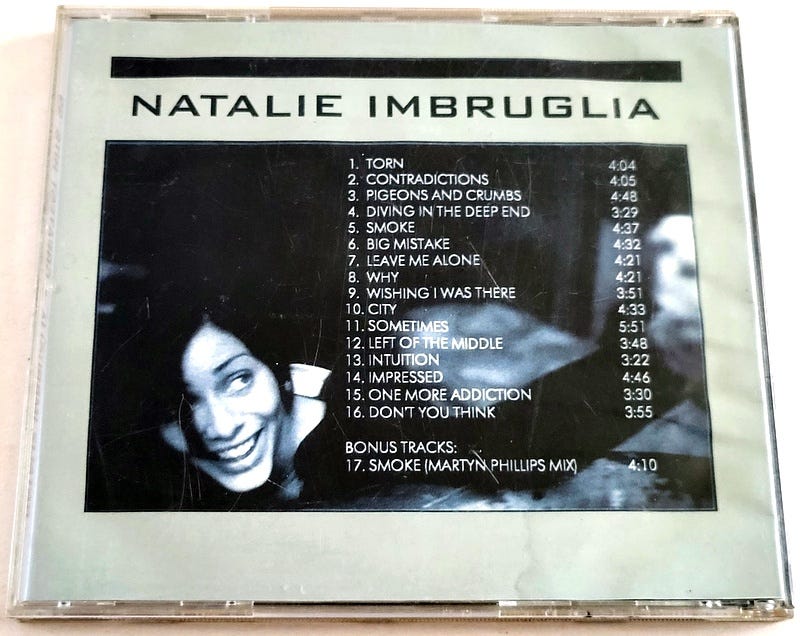 NATALIE IMBRUGLIA
1. TORN 4:04
2. CONTRADICTIONS 4:05
3. PIGEONS AND CRUMBS 4:48
4. DIVING IN THE DEEP END 3:29
5. SMOKE 4:37
6. BIG MISTAKE 4:32
7. LEAVE ME ALONE 4:21
8. WHY 4:21
9. WISHING I WAS THERE 3:51
10. CITY 4:33
11. SOMETIMES 5:51
12. LEFT OF THE MIDDLE 3:48
13. INTUITION 3:22
14. IMPRESSED 4:46
15. ONE MORE ADDICTION 3:30
16. DON'T YOU THINK 3:55
BONUS TRACKS:
17. SMOKE (MARTYN PHILLIPS MIX) 4:10